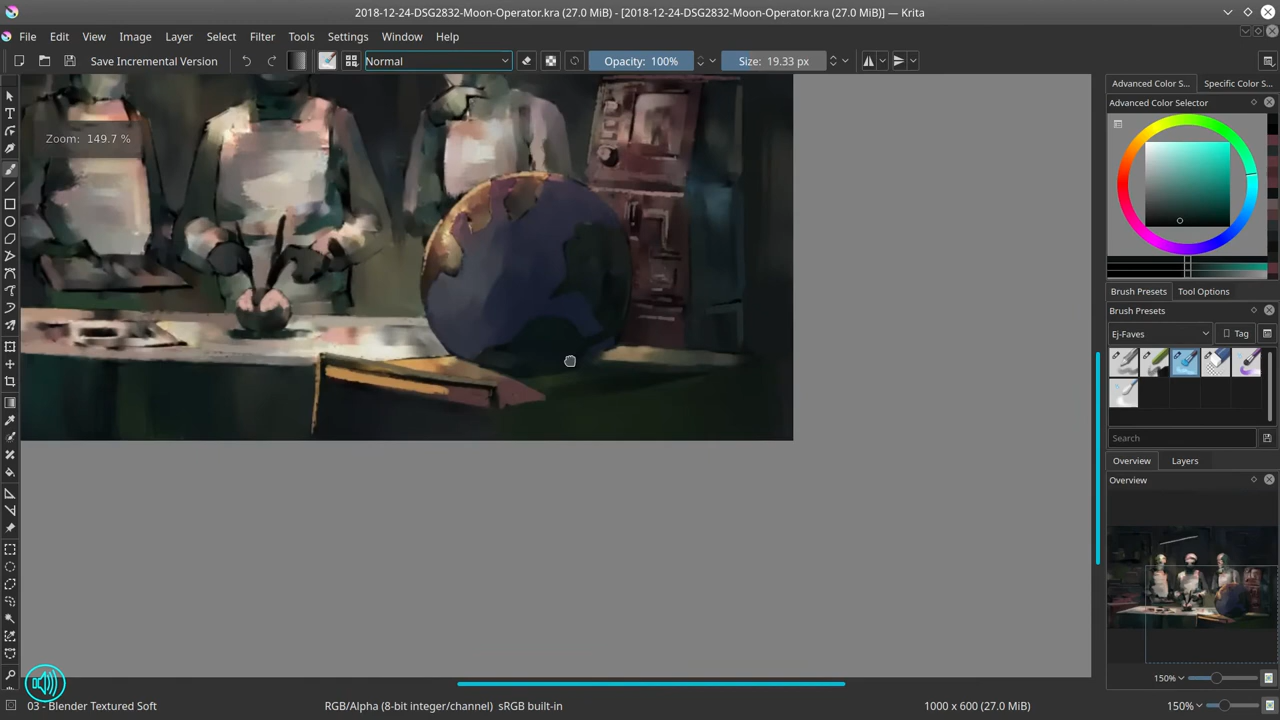 2018-12-24-DSG2832-Moon-Operator.kra (27.0 MiB) - [2018-12-24-DSG2832-Moon-Operator.kra (27.0 MiB)] — Krita
File Edit View Image Layer Select Filter Tools Settings Window Help
Save Incremental Version Normal Opacity: 100% Size: 19.33 px
Advanced Color S... Specific Color S...
Advanced Color Selector
Zoom: 149.7 %
Brush Presets Tool Options
Brush Presets
Ej-Faves Tag
Search
Overview Layers
Overview
150%
03 - Blender Textured Soft RGB/Alpha (8-bit integer/channel) sRGB built-in 1000 x 600 (27.0 MiB) 150%